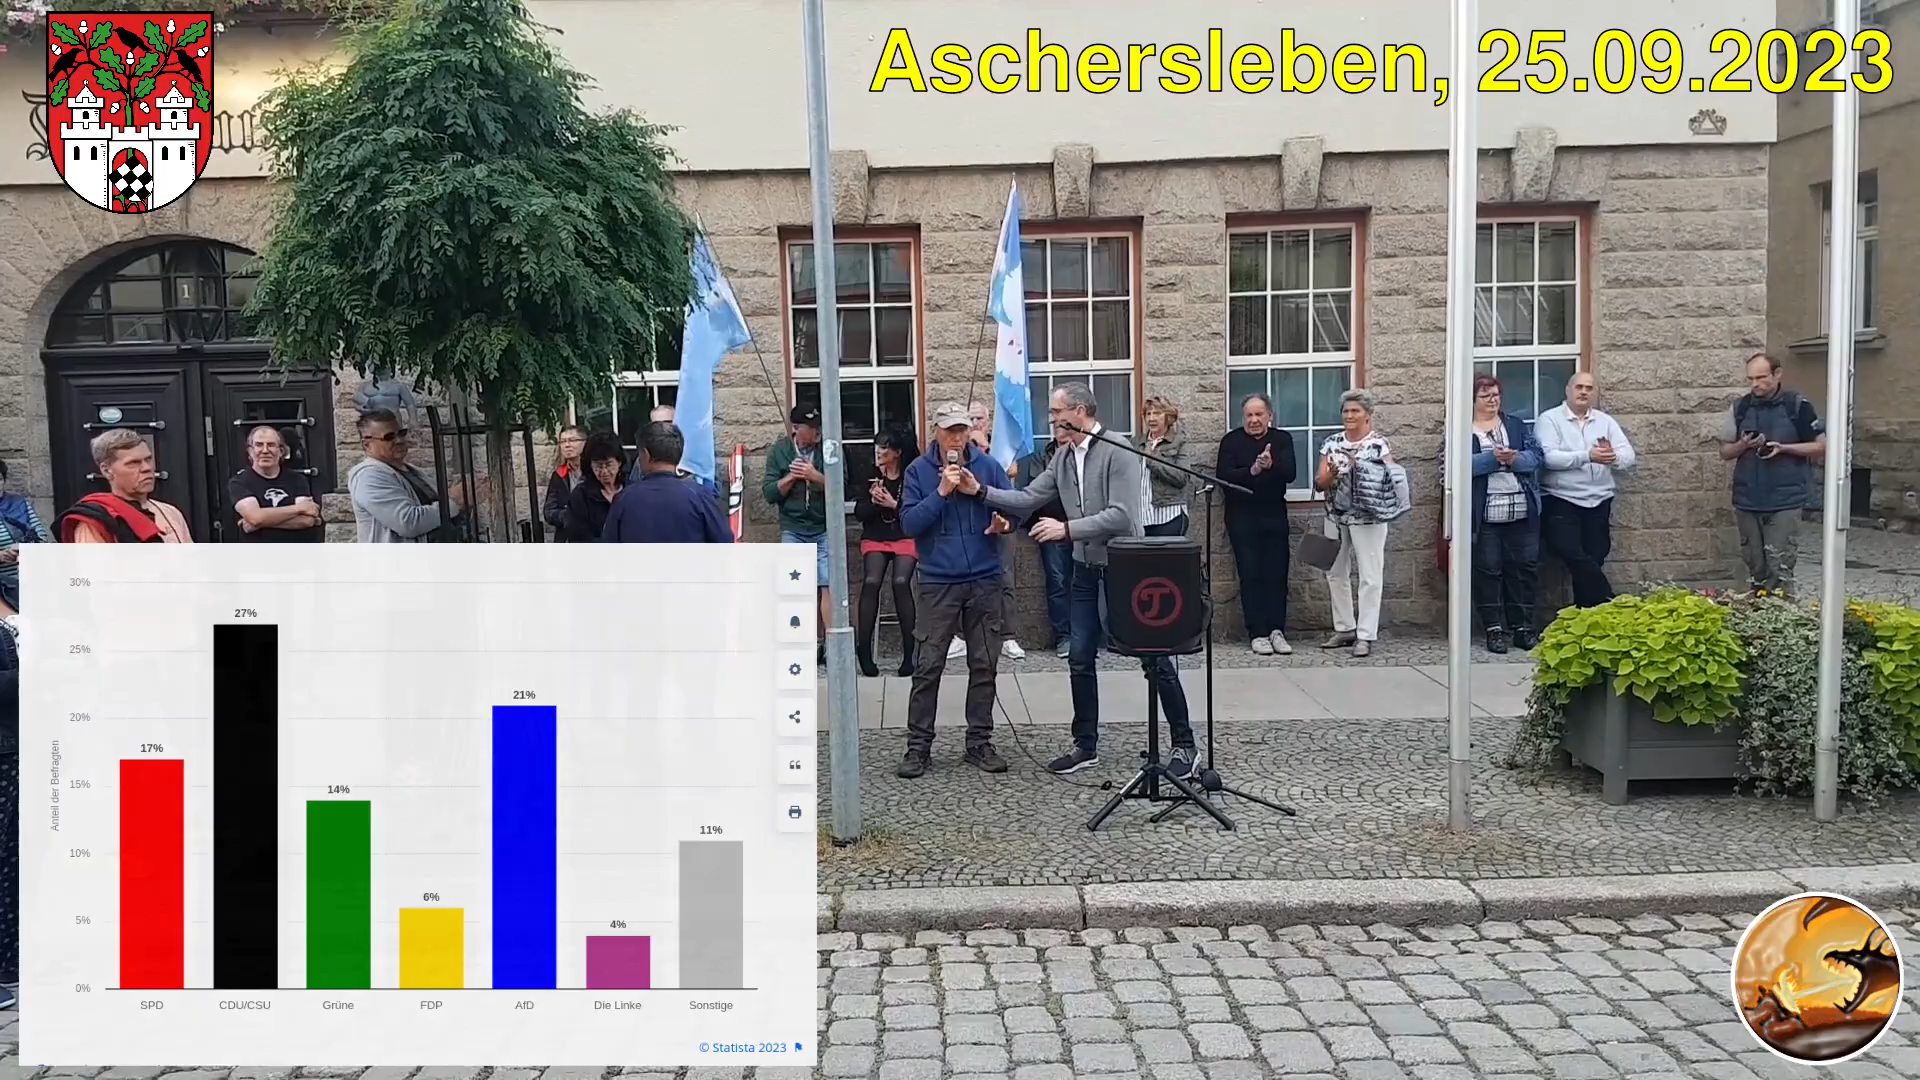 Aschersleben, 25.09.2023
1
30%
27%
25%
21%
20%
17%
Anteil der Befragten
15%
14%
11%
10%
6%
5%
4%
0%
SPD
CDU/CSU
Grüne
FDP
AfD
Die Linke
Sonstige
© Statista 2023